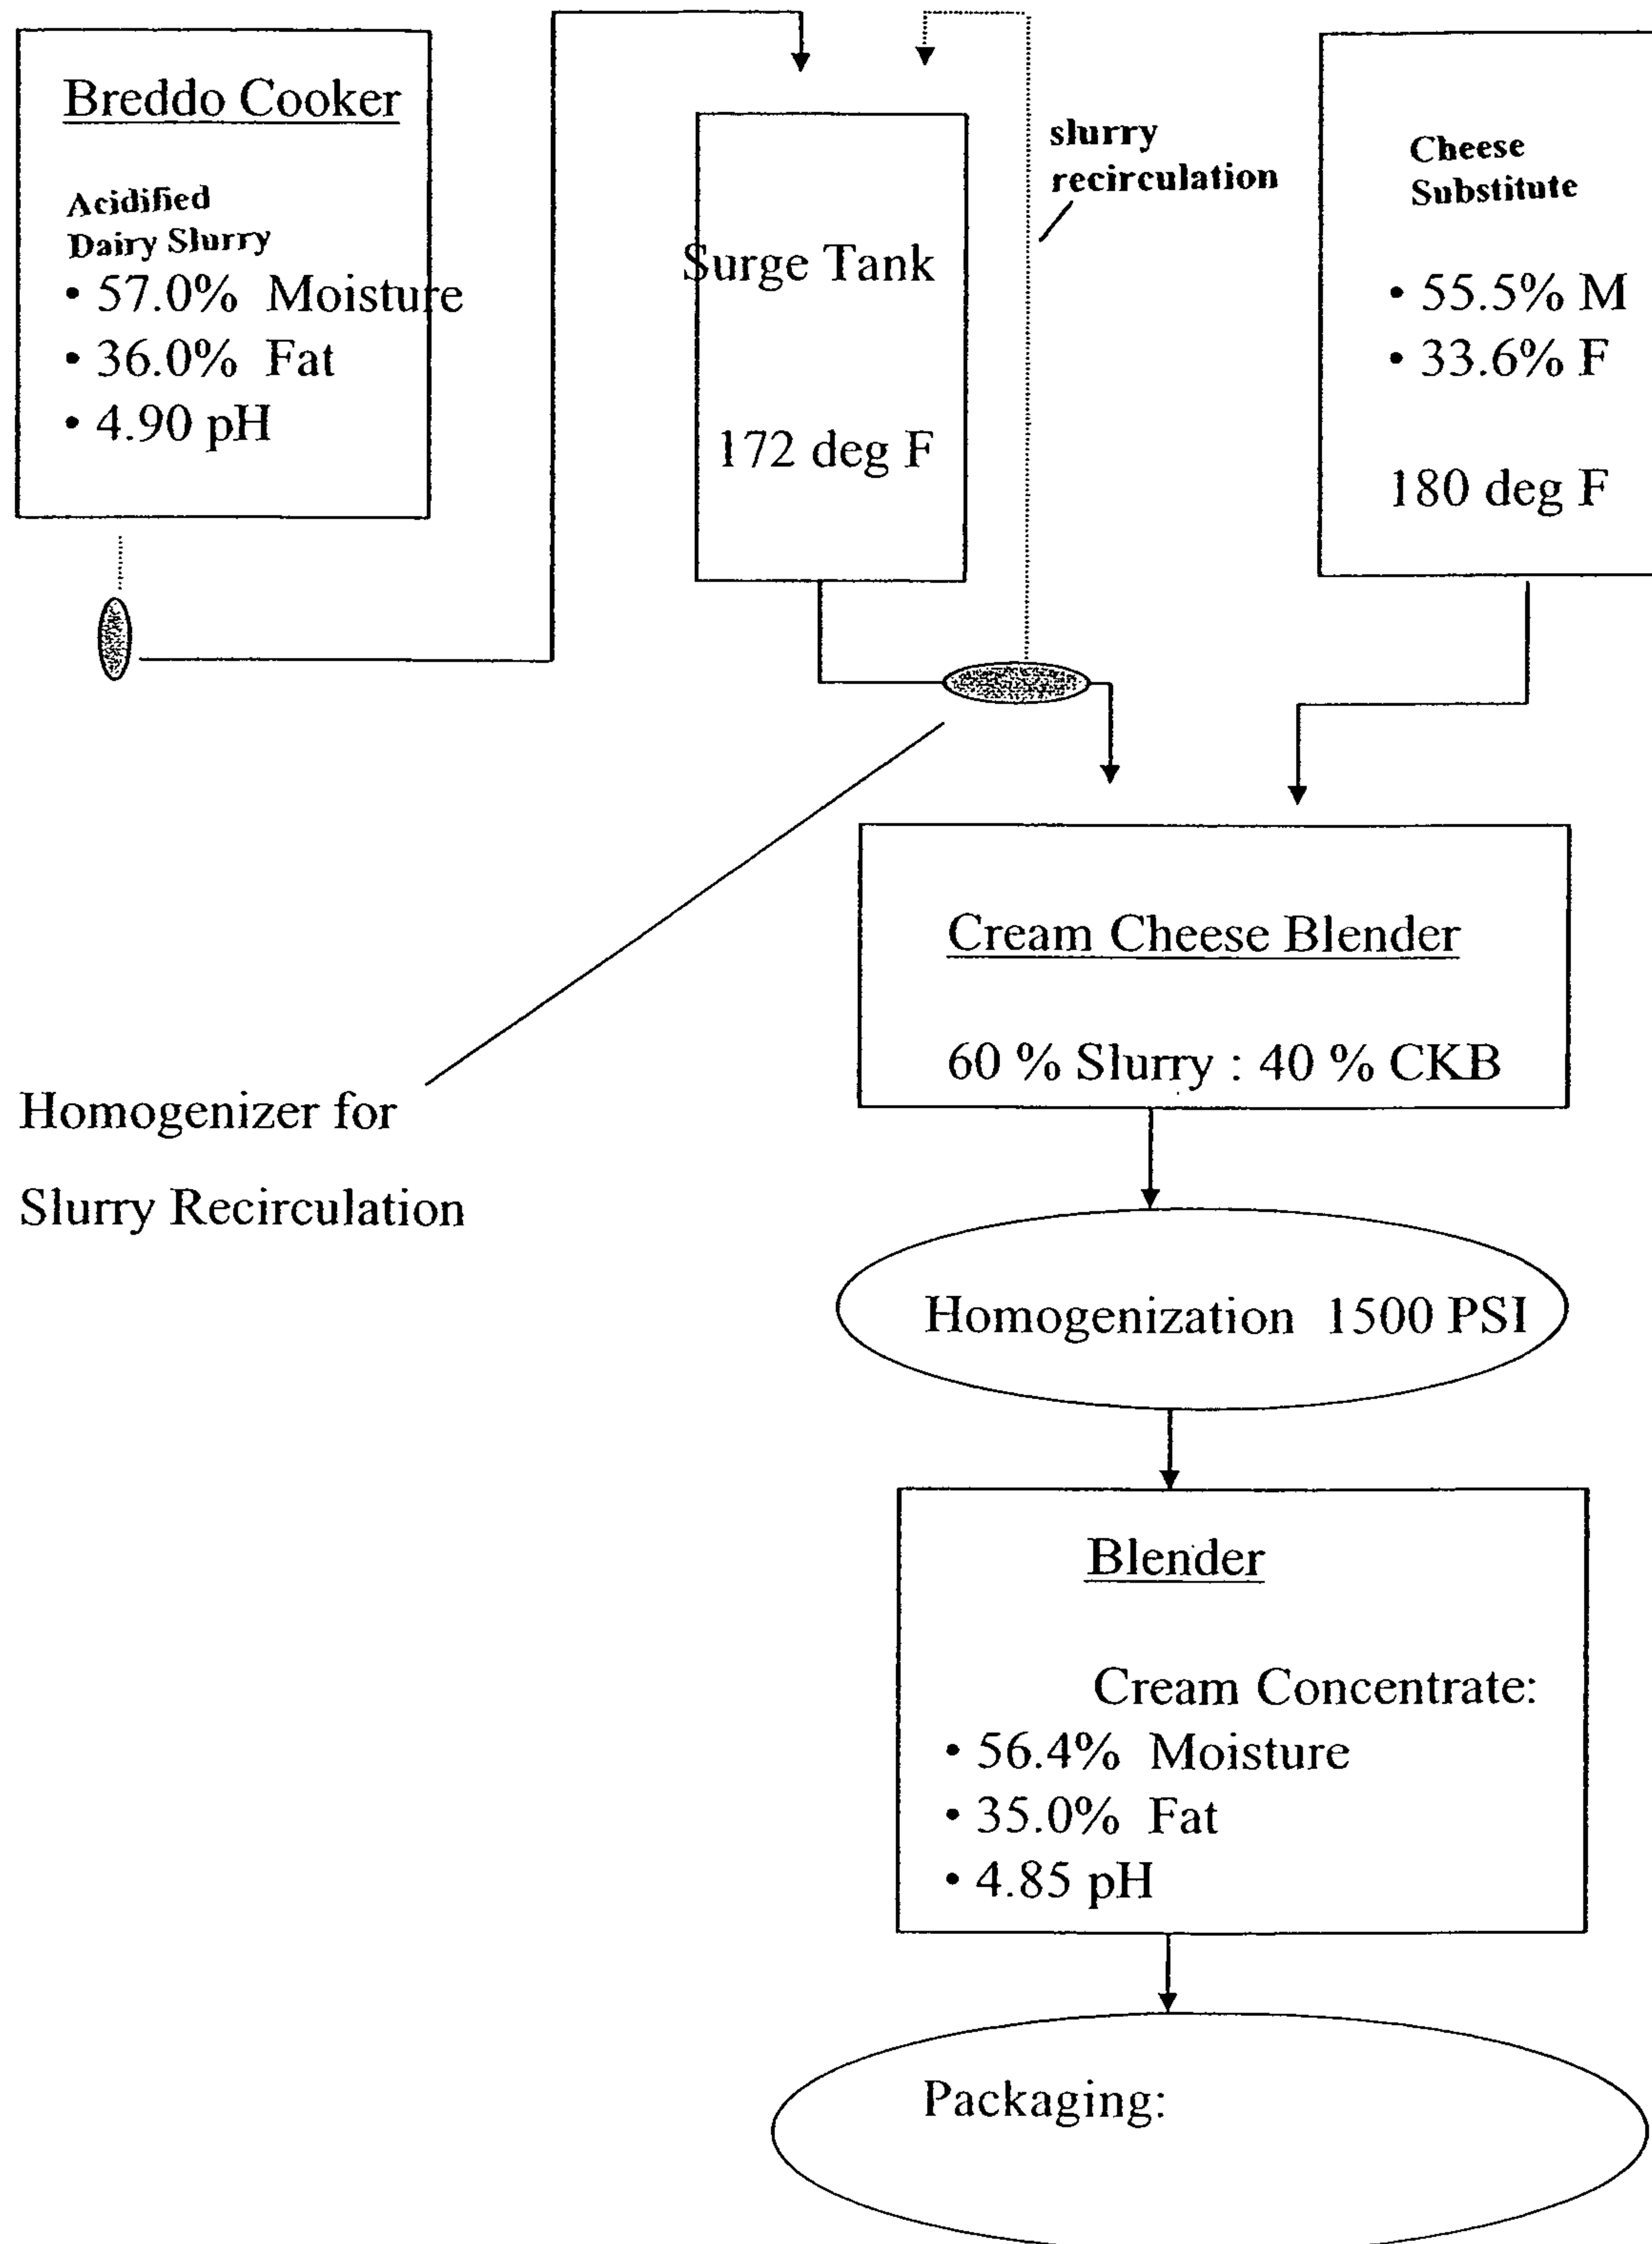 Breddo Cooker
Acidified
Dairy Slurry
• 57.0% Moisture
• 36.0% Fat
• 4.90 pH
Surge Tank
172 deg F
slurry
recirculation
Cheese
Substitute
• 55.5% M
• 33.6% F
180 deg F
Cream Cheese Blender
60 % Slurry : 40 % CKB
Homogenizer for
Slurry Recirculation
Homogenization 1500 PSI
Blender
Cream Concentrate:
• 56.4% Moisture
• 35.0% Fat
• 4.85 pH
Packaging: